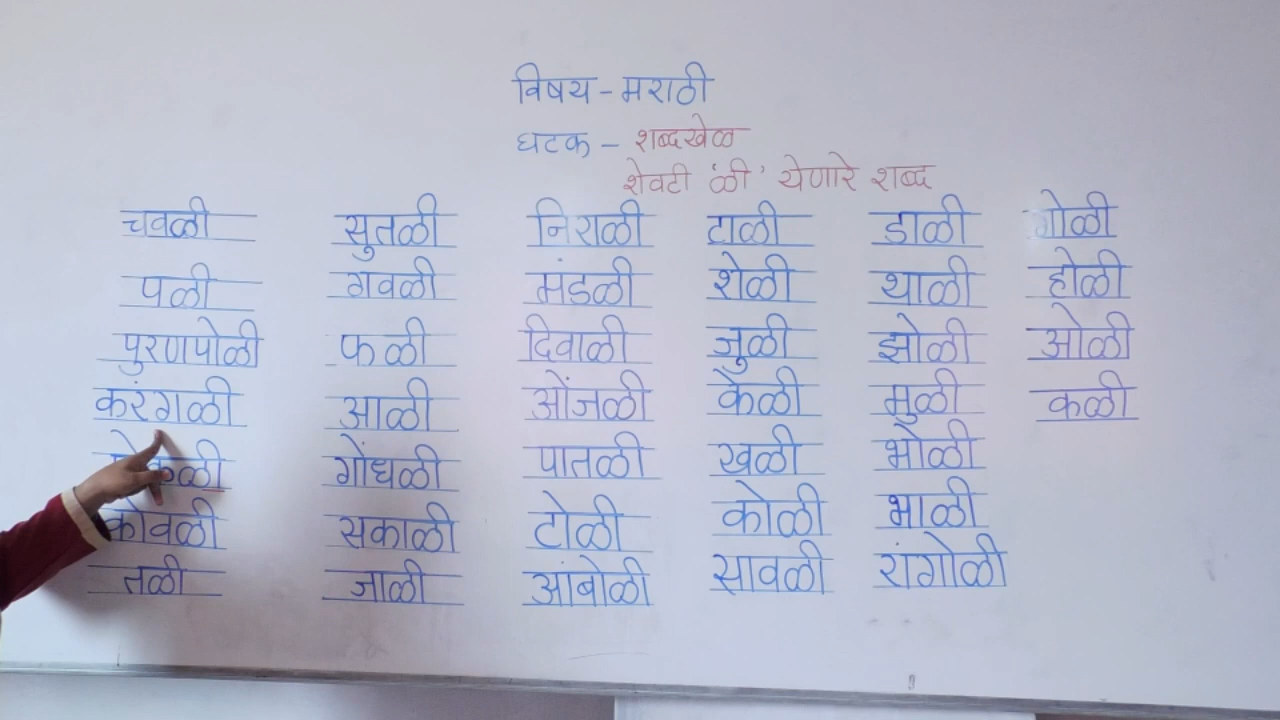 विषय - मराठी
घटक - शब्दखेळ
शेवटी 'ळी' येणारे शब्द
चवळी सुतळी निराळी टाळी डाळी गोळी
पळी गवळी मंडळी शेळी थाळी होळी
पुरणपोळी फळी दिवाळी जुळी झोळी ओळी
करंगळी आळी ओंजळी केळी मुळी कळी
गोंधळी पातळी खळी भोळी
कोवळी सकाळी टोळी कोळी भाळी
तळी जाळी आंबोळी सावळी रांगोळी